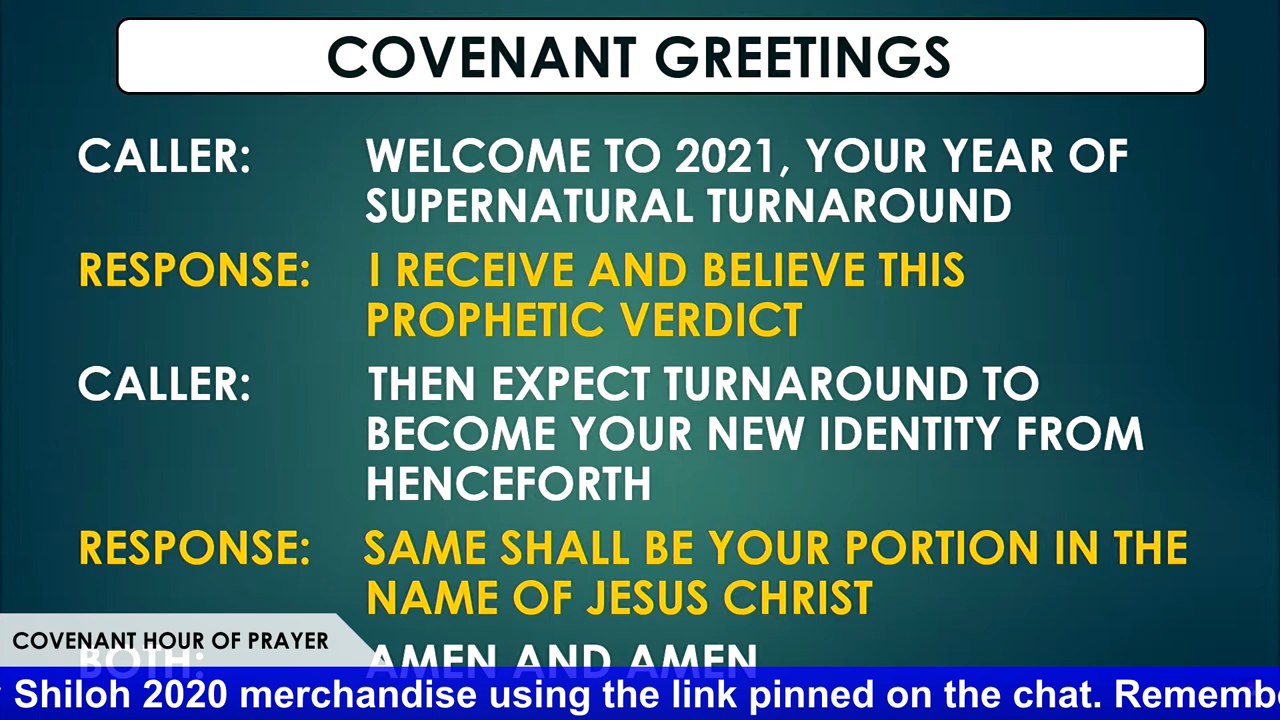 COVENANT GREETINGS
CALLER: WELCOME TO 2021, YOUR YEAR OF
SUPERNATURAL TURNAROUND
RESPONSE: I RECEIVE AND BELIEVE THIS
PROPHETIC VERDICT
CALLER: THEN EXPECT TURNAROUND TO
BECOME YOUR NEW IDENTITY FROM
HENCEFORTH
RESPONSE: SAME SHALL BE YOUR PORTION IN THE
NAME OF JESUS CHRIST
COVENANT HOUR OF PRAYER
BOTH: AMEN AND AMEN
Shiloh 2020 merchandise using the link pinned on the chat. Rememb